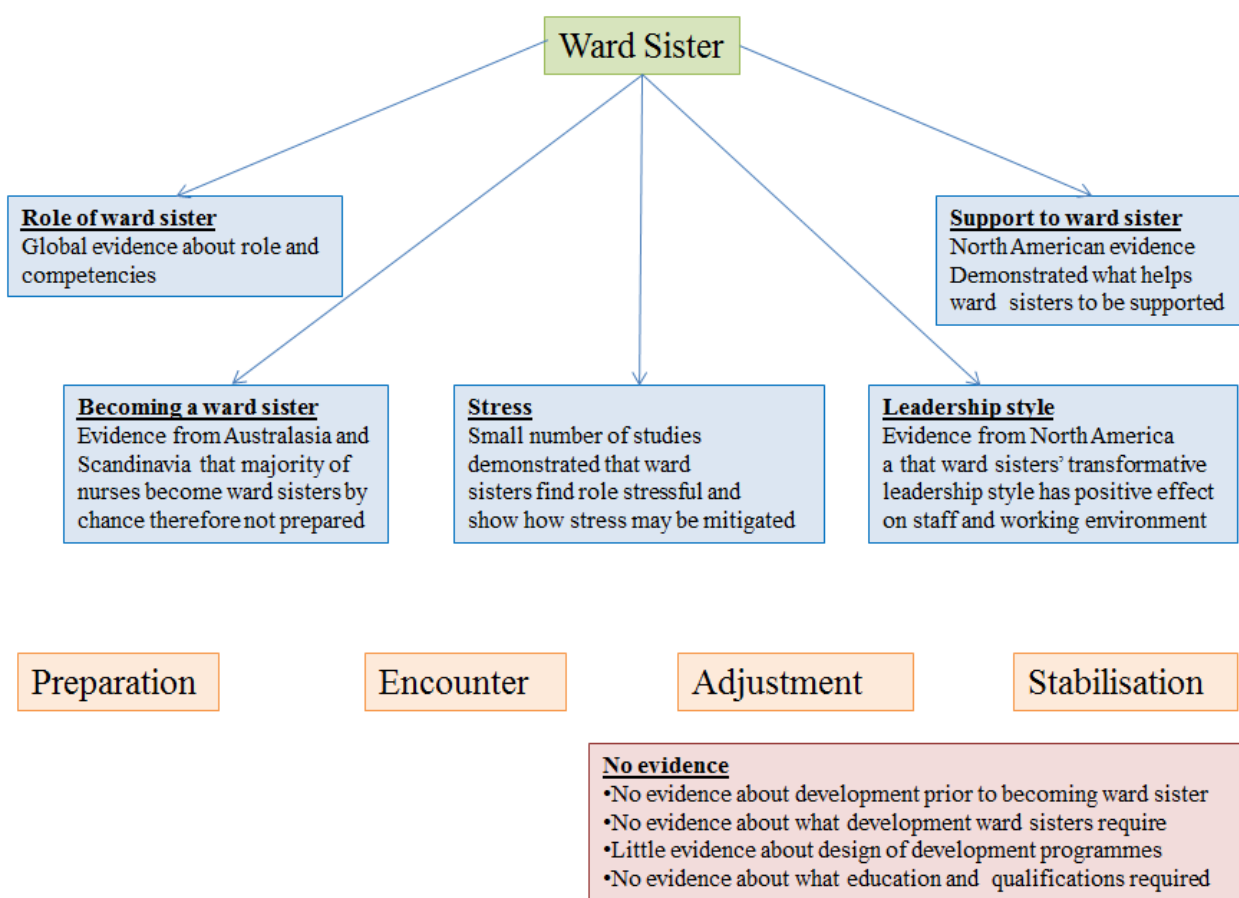 Ward Sister
Role of ward sister
Global evidence about role and
competencies
Support to ward sister
North American evidence
Demonstrated what helps
ward sisters to be supported
Becoming a ward sister
Evidence from Australasia and
Scandinavia that majority of
nurses become ward sisters by
chance therefore not prepared
Stress
Small number of studies
demonstrated that ward
sisters find role stressful and
show how stress may be mitigated
Leadership style
Evidence from North America
a that ward sisters' transformative
leadership style has positive effect
on staff and working environment
Preparation
Encounter
Adjustment
Stabilisation
No evidence
•No evidence about development prior to becoming ward sister
•No evidence about what development ward sisters require
•Little evidence about design of development programmes
•No evidence about what education and qualifications required